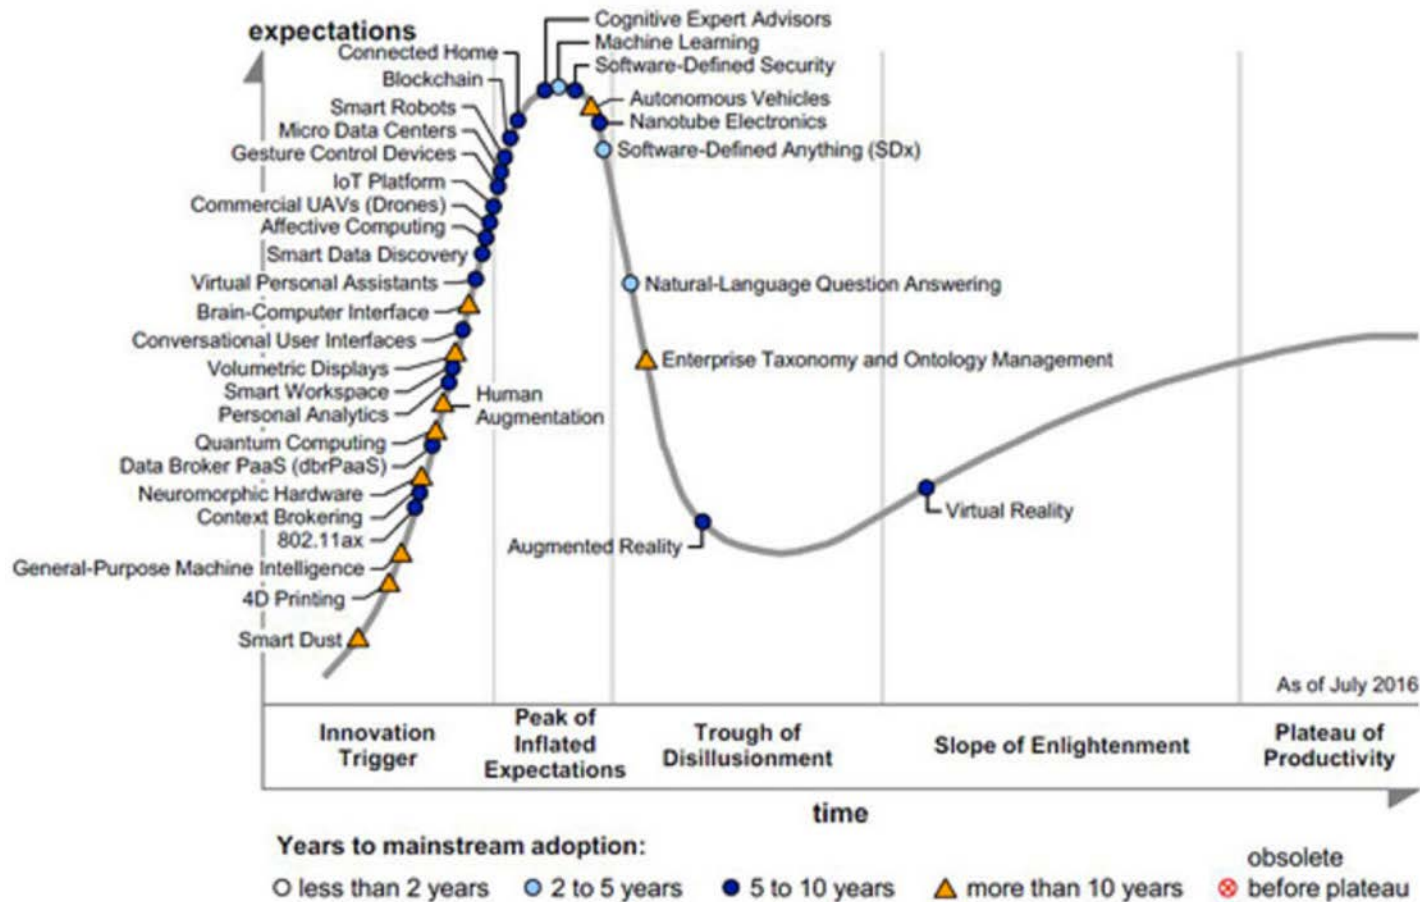 expectations
Cognitive Expert Advisors
Machine Learning
Software-Defined Security
Connected Home
Blockchain
Smart Robots
Micro Data Centers
Gesture Control Devices
IoT Platform
Commercial UAVs (Drones)
Affective Computing
Smart Data Discovery
Virtual Personal Assistants
Brain-Computer Interface
Conversational User Interfaces
Volumetric Displays
Smart Workspace
Personal Analytics
Quantum Computing
Data Broker PaaS (dbrPaaS)
Neuromorphic Hardware
Context Brokering
802.11ax
General-Purpose Machine Intelligence
4D Printing
Smart Dust
Human
Augmentation
Autonomous Vehicles
Nanotube Electronics
Software-Defined Anything (SDx)
Natural-Language Question Answering
Enterprise Taxonomy and Ontology Management
Augmented Reality
Virtual Reality
As of July 2016
Innovation
Trigger
Peak of
Inflated
Expectations
Trough of
Disillusionment
Slope of Enlightenment
Plateau of
Productivity
time
Years to mainstream adoption:
less than 2 years
2 to 5 years
5 to 10 years
more than 10 years
obsolete
before plateau